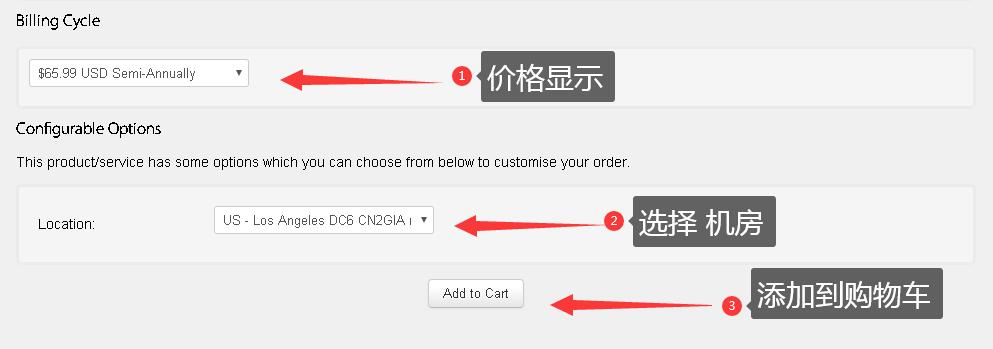 Billing Cycle
$65.99 USD Semi-Annually
1 价格显示
Configurable Options
This product/service has some options which you can choose from below to customise your order.
Location:
US - Los Angeles DC6 CN2GIA
2 选择 机房
Add to Cart
3 添加到购物车